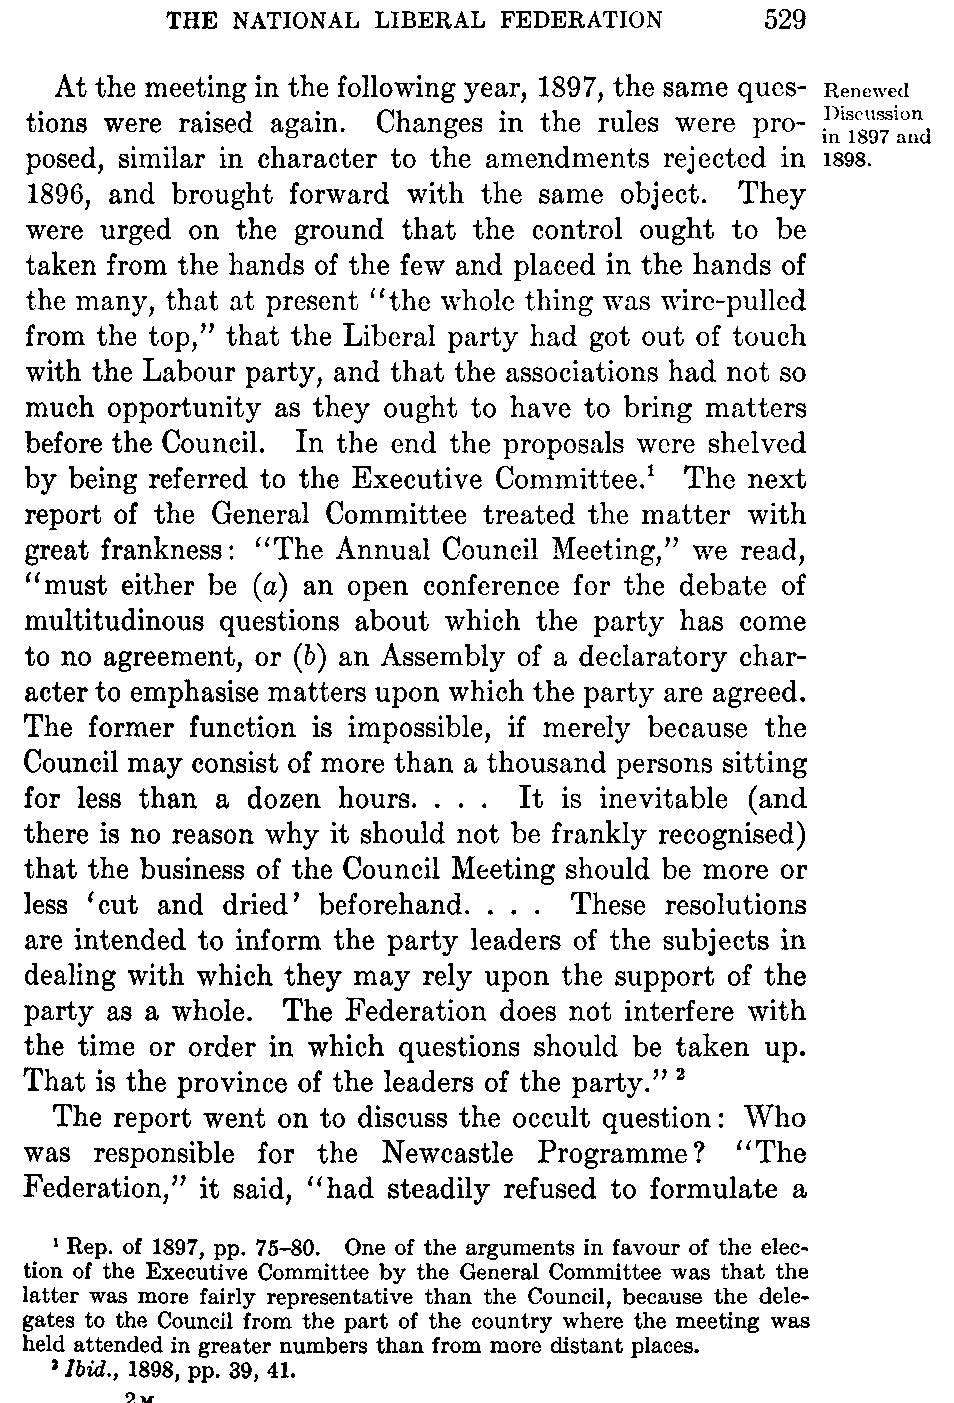 THE NATIONAL LIBERAL FEDERATION 529
At the meeting in the following year, 1897, the same ques-
tions were raised again. Changes in the rules were pro-
posed, similar in character to the amendments rejected in
1896, and brought forward with the same object. They
were urged on the ground that the control ought to be
taken from the hands of the few and placed in the hands of
the many, that at present "the whole thing was wire-pulled
from the top," that the Liberal party had got out of touch
with the Labour party, and that the associations had not so
much opportunity as they ought to have to bring matters
before the Council. In the end the proposals were shelved
by being referred to the Executive Committee.¹ The next
report of the General Committee treated the matter with
great frankness: "The Annual Council Meeting," we read,
"must either be (a) an open conference for the debate of
multitudinous questions about which the party has come
to no agreement, or (b) an Assembly of a declaratory char-
acter to emphasise matters upon which the party are agreed.
The former function is impossible, if merely because the
Council may consist of more than a thousand persons sitting
for less than a dozen hours. . . . It is inevitable (and
there is no reason why it should not be frankly recognised)
that the business of the Council Meeting should be more or
less 'cut and dried' beforehand. . . . These resolutions
are intended to inform the party leaders of the subjects in
dealing with which they may rely upon the support of the
party as a whole. The Federation does not interfere with
the time or order in which questions should be taken up.
That is the province of the leaders of the party." ²
The report went on to discuss the occult question: Who
was responsible for the Newcastle Programme? "The
Federation," it said, "had steadily refused to formulate a
Renewed
Discussion
in 1897 and
1898.
¹ Rep. of 1897, pp. 75–80. One of the arguments in favour of the elec-
tion of the Executive Committee by the General Committee was that the
latter was more fairly representative than the Council, because the dele-
gates to the Council from the part of the country where the meeting was
held attended in greater numbers than from more distant places.
² Ibid., 1898, pp. 39, 41.
2 M